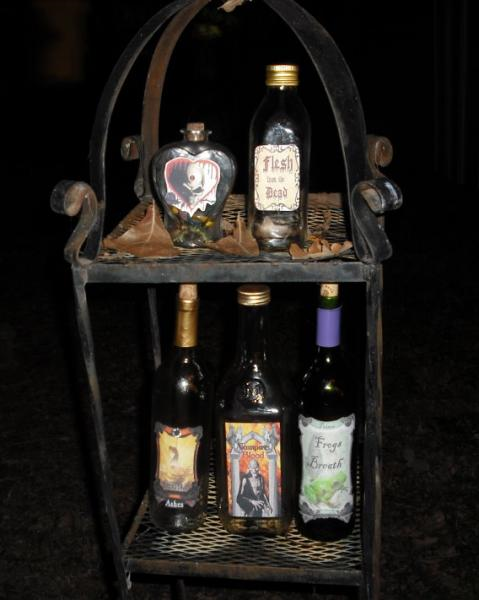 Flesh
from the
Dead
Ashes
Vampire
Blood
Frogs
Breath